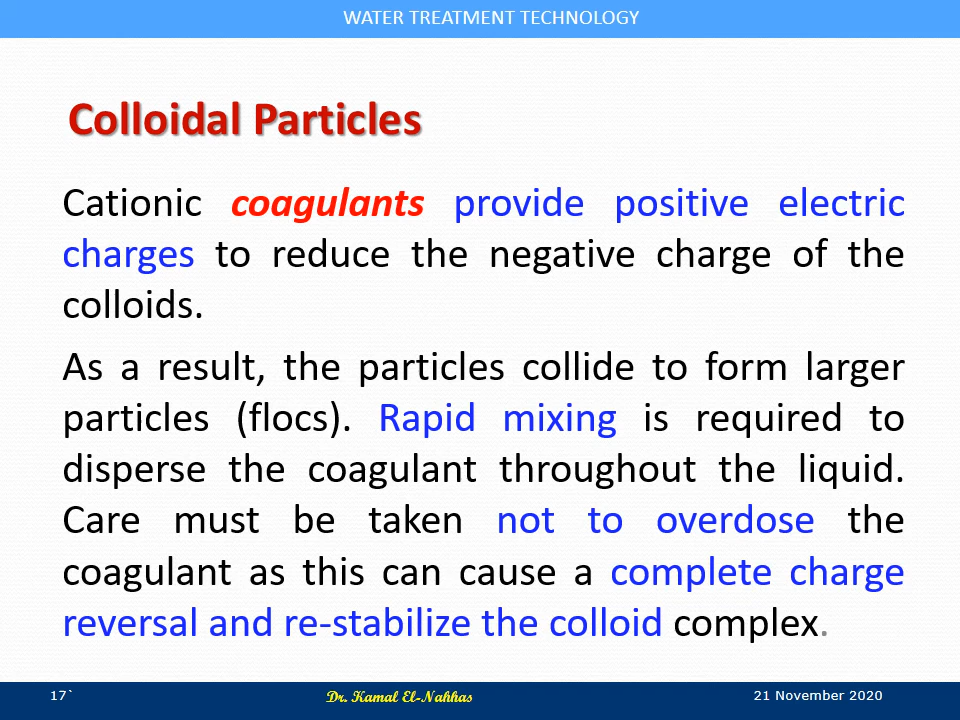 WATER TREATMENT TECHNOLOGY
Colloidal Particles
Cationic coagulants provide positive electric
charges to reduce the negative charge of the
colloids.
As a result, the particles collide to form larger
particles (flocs). Rapid mixing is required to
disperse the coagulant throughout the liquid.
Care must be taken not to overdose the
coagulant as this can cause a complete charge
reversal and re-stabilize the colloid complex.
17` Dr. Kamal El-Nahhas 21 November 2020